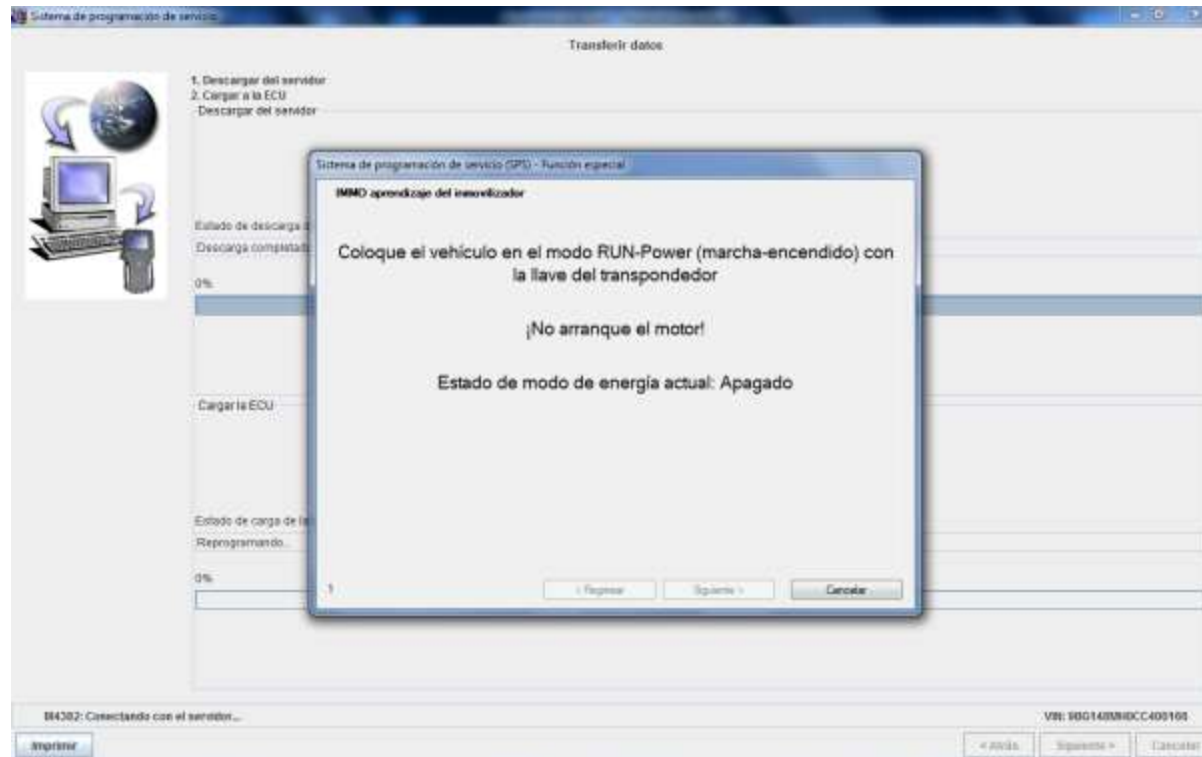 Sistema de programación de servicio
Transferir datos
1. Descargar del servidor
2. Cargar a la ECU
Descargar del servidor
Sistema de programación de servicio (SPS) - Función especial
IMMO aprendizaje del inmovilizador
Estado de descarga
Descarga completada
Coloque el vehículo en el modo RUN-Power (marcha-encendido) con
la llave del transpondedor
0%
¡No arranque el motor!
Estado de modo de energía actual: Apagado
Cargar la ECU
Estado de carga de la
Reprogramando..
0%
1
< Regresar
Siguiente >
Cancelar
Conectando con el servidor...
VIN:
Imprimir
< Atrás
Siguiente >
Cancelar